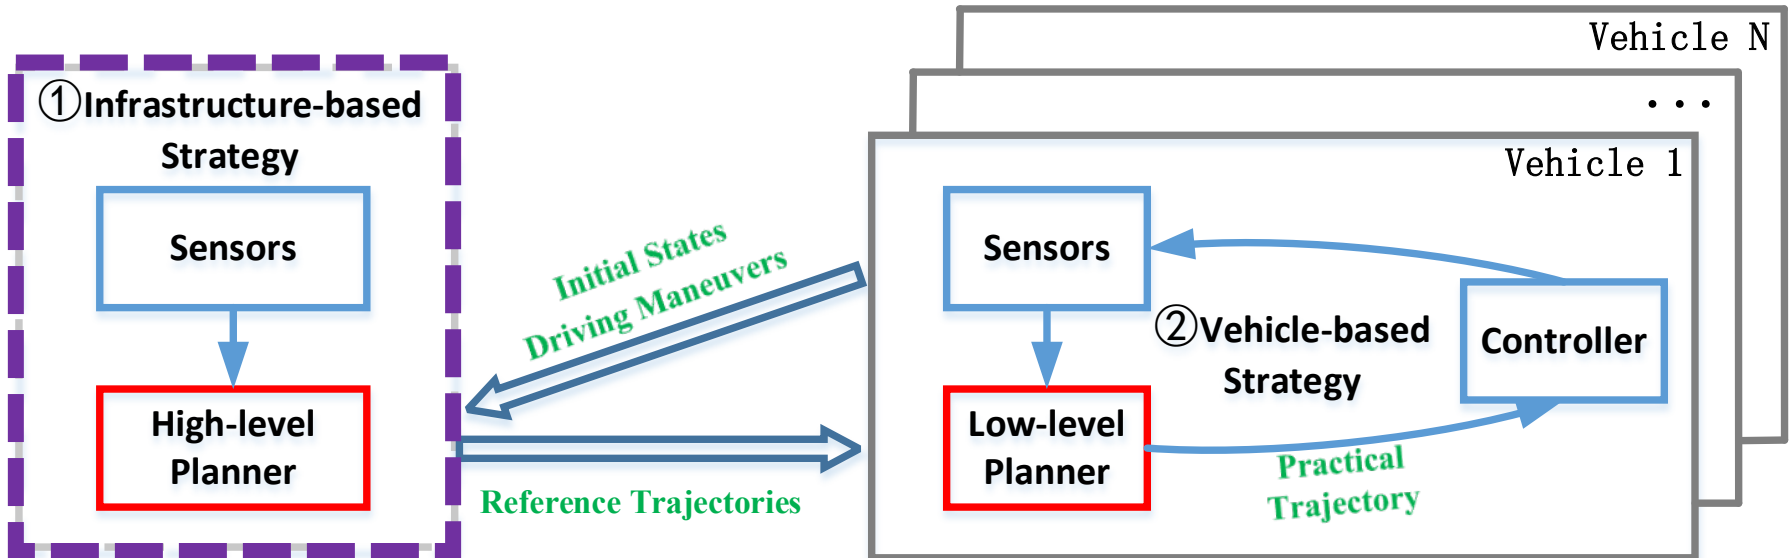 ①Infrastructure-based
Strategy
Sensors
High-level
Planner
Initial States
Driving Maneuvers
Reference Trajectories
Vehicle N
...
Vehicle 1
Sensors
②Vehicle-based
Strategy
Controller
Low-level
Planner
Practical
Trajectory